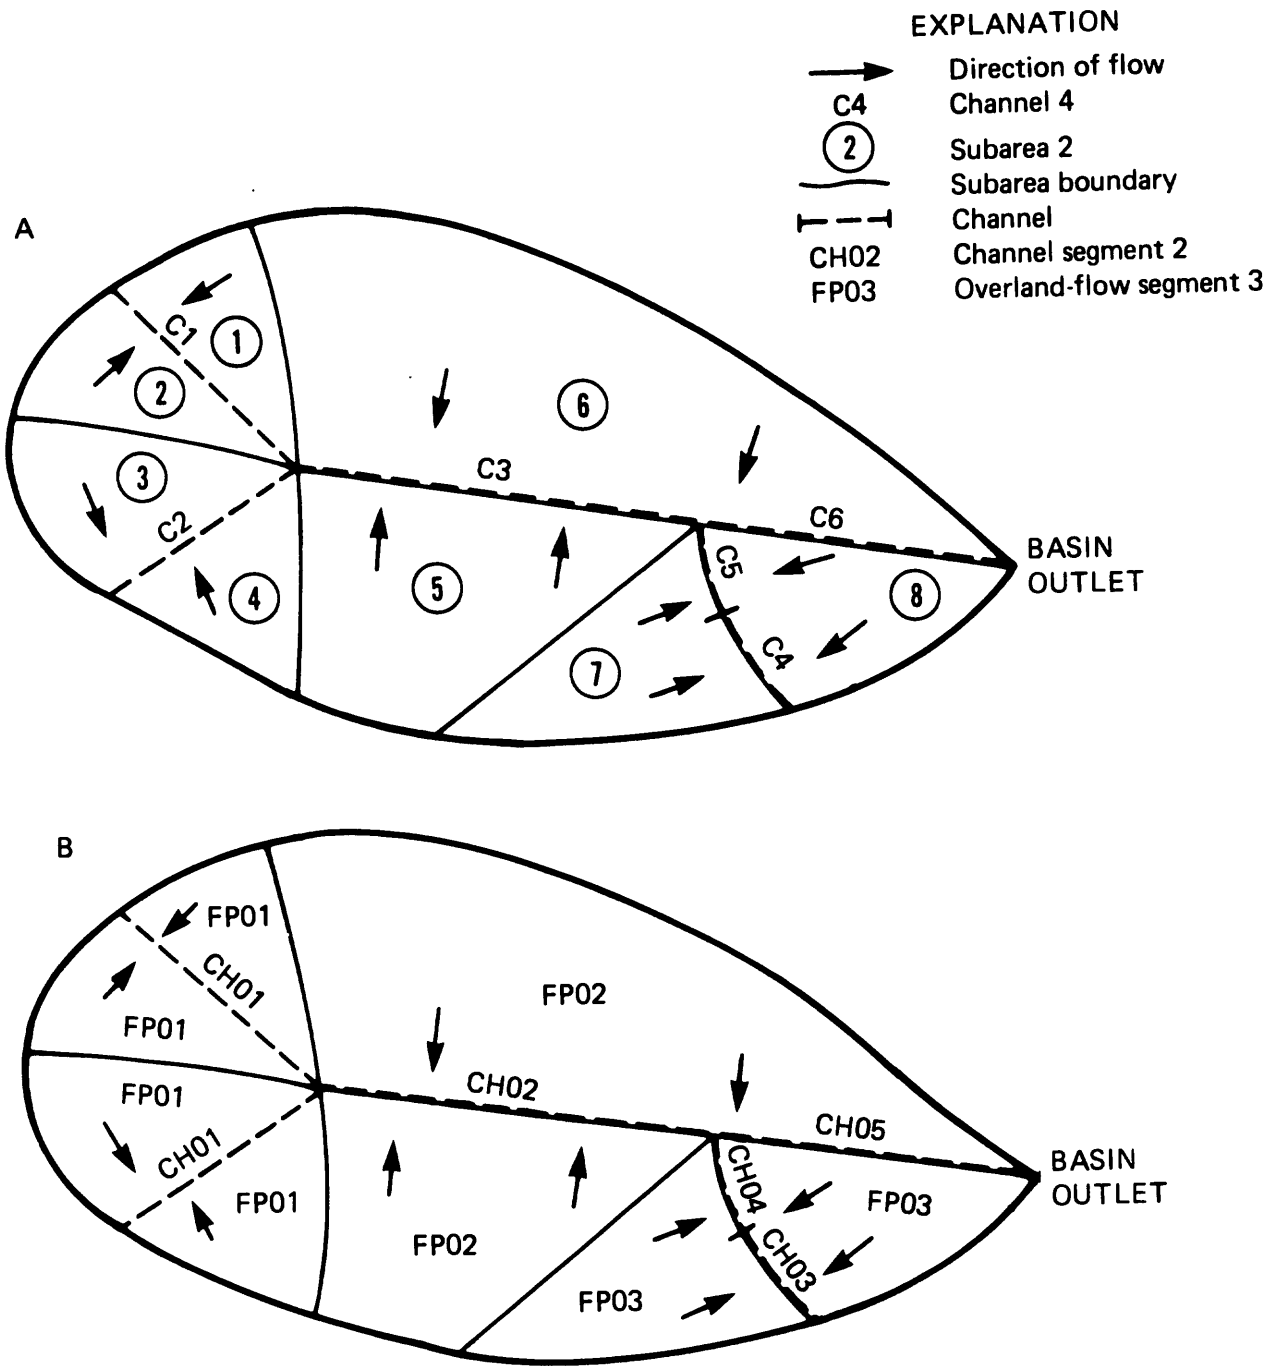 EXPLANATION
Direction of flow
C4 Channel 4
2 Subarea 2
Subarea boundary
Channel
CH02 Channel segment 2
FP03 Overland-flow segment 3
A
C1
1
2
6
3
C3
C2
C6
BASIN
OUTLET
C5
5
4
8
C4
7
B
FP01
CH01
FP02
FP01
CH02
FP01
CH05
CH01
BASIN
OUTLET
CH04
FP01
FP03
FP02
CH03
FP03